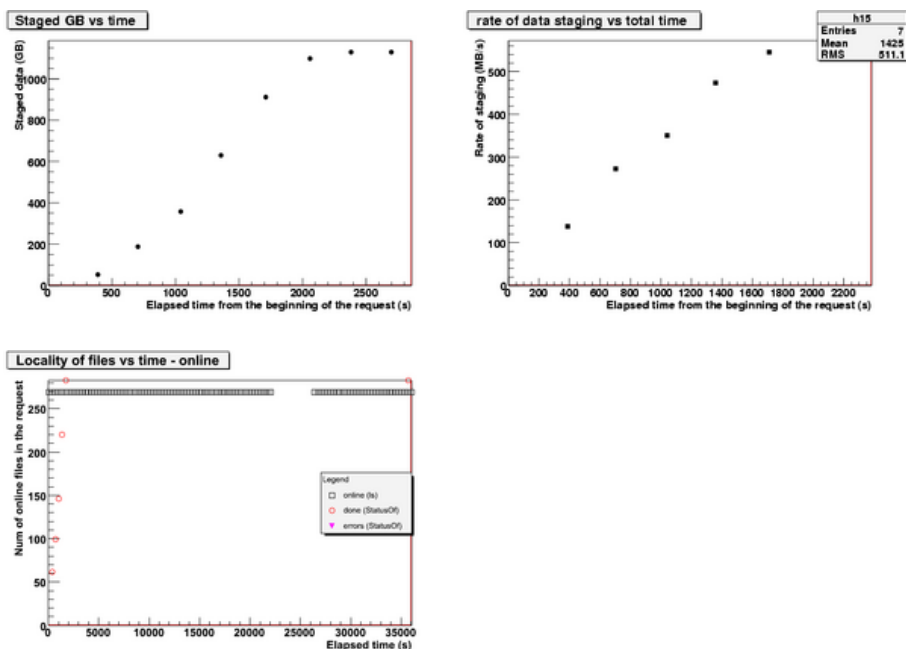 Staged GB vs time
Staged data (GB)
1000
800
600
400
200
0
0 500 1000 1500 2000 2500
Elapsed time from the beginning of the request (s)
rate of data staging vs total time
h15
Entries 7
Mean 1425
RMS 511.1
Rate of staging (MB/s)
500
400
300
200
100
0
0 200 400 600 800 1000 1200 1400 1600 1800 2000 2200
Elapsed time from the beginning of the request (s)
Locality of files vs time - online
Num of online files in the request
250
200
150
100
50
0
0 5000 10000 15000 20000 25000 30000 35000
Elapsed time (s)
Legend
online (ls)
done (StatusOf)
errors (StatusOf)